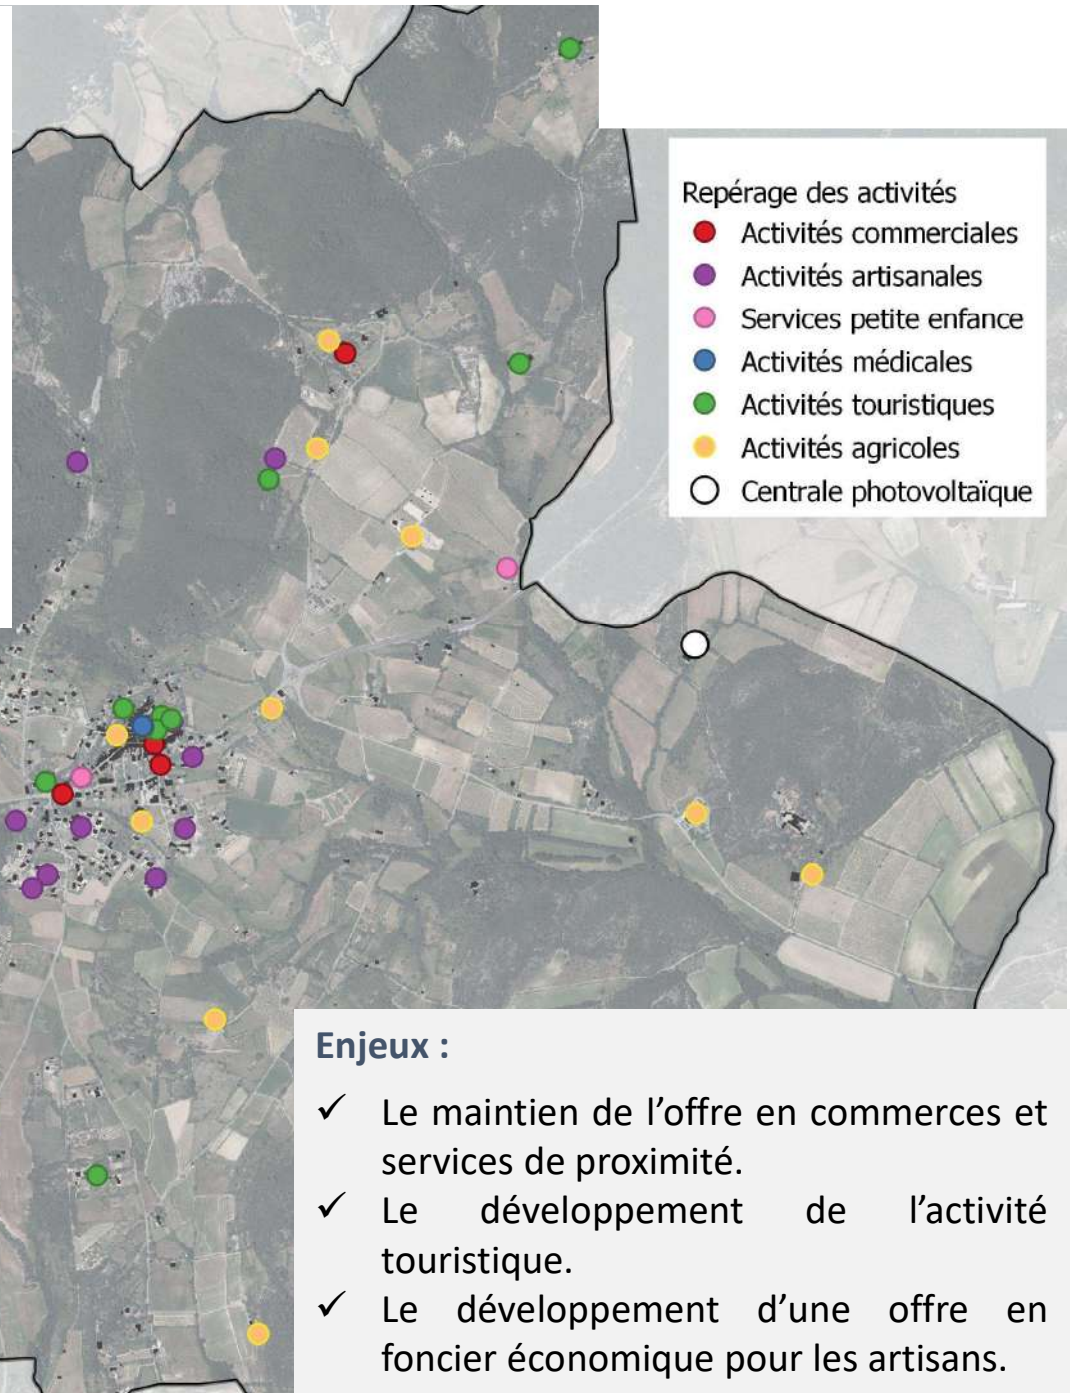 Repérage des activités
Activités commerciales
Activités artisanales
Services petite enfance
Activités médicales
Activités touristiques
Activités agricoles
Centrale photovoltaïque
Enjeux :
✓ Le maintien de l’offre en commerces et
services de proximité.
✓ Le développement de l’activité
touristique.
✓ Le développement d’une offre en
foncier économique pour les artisans.